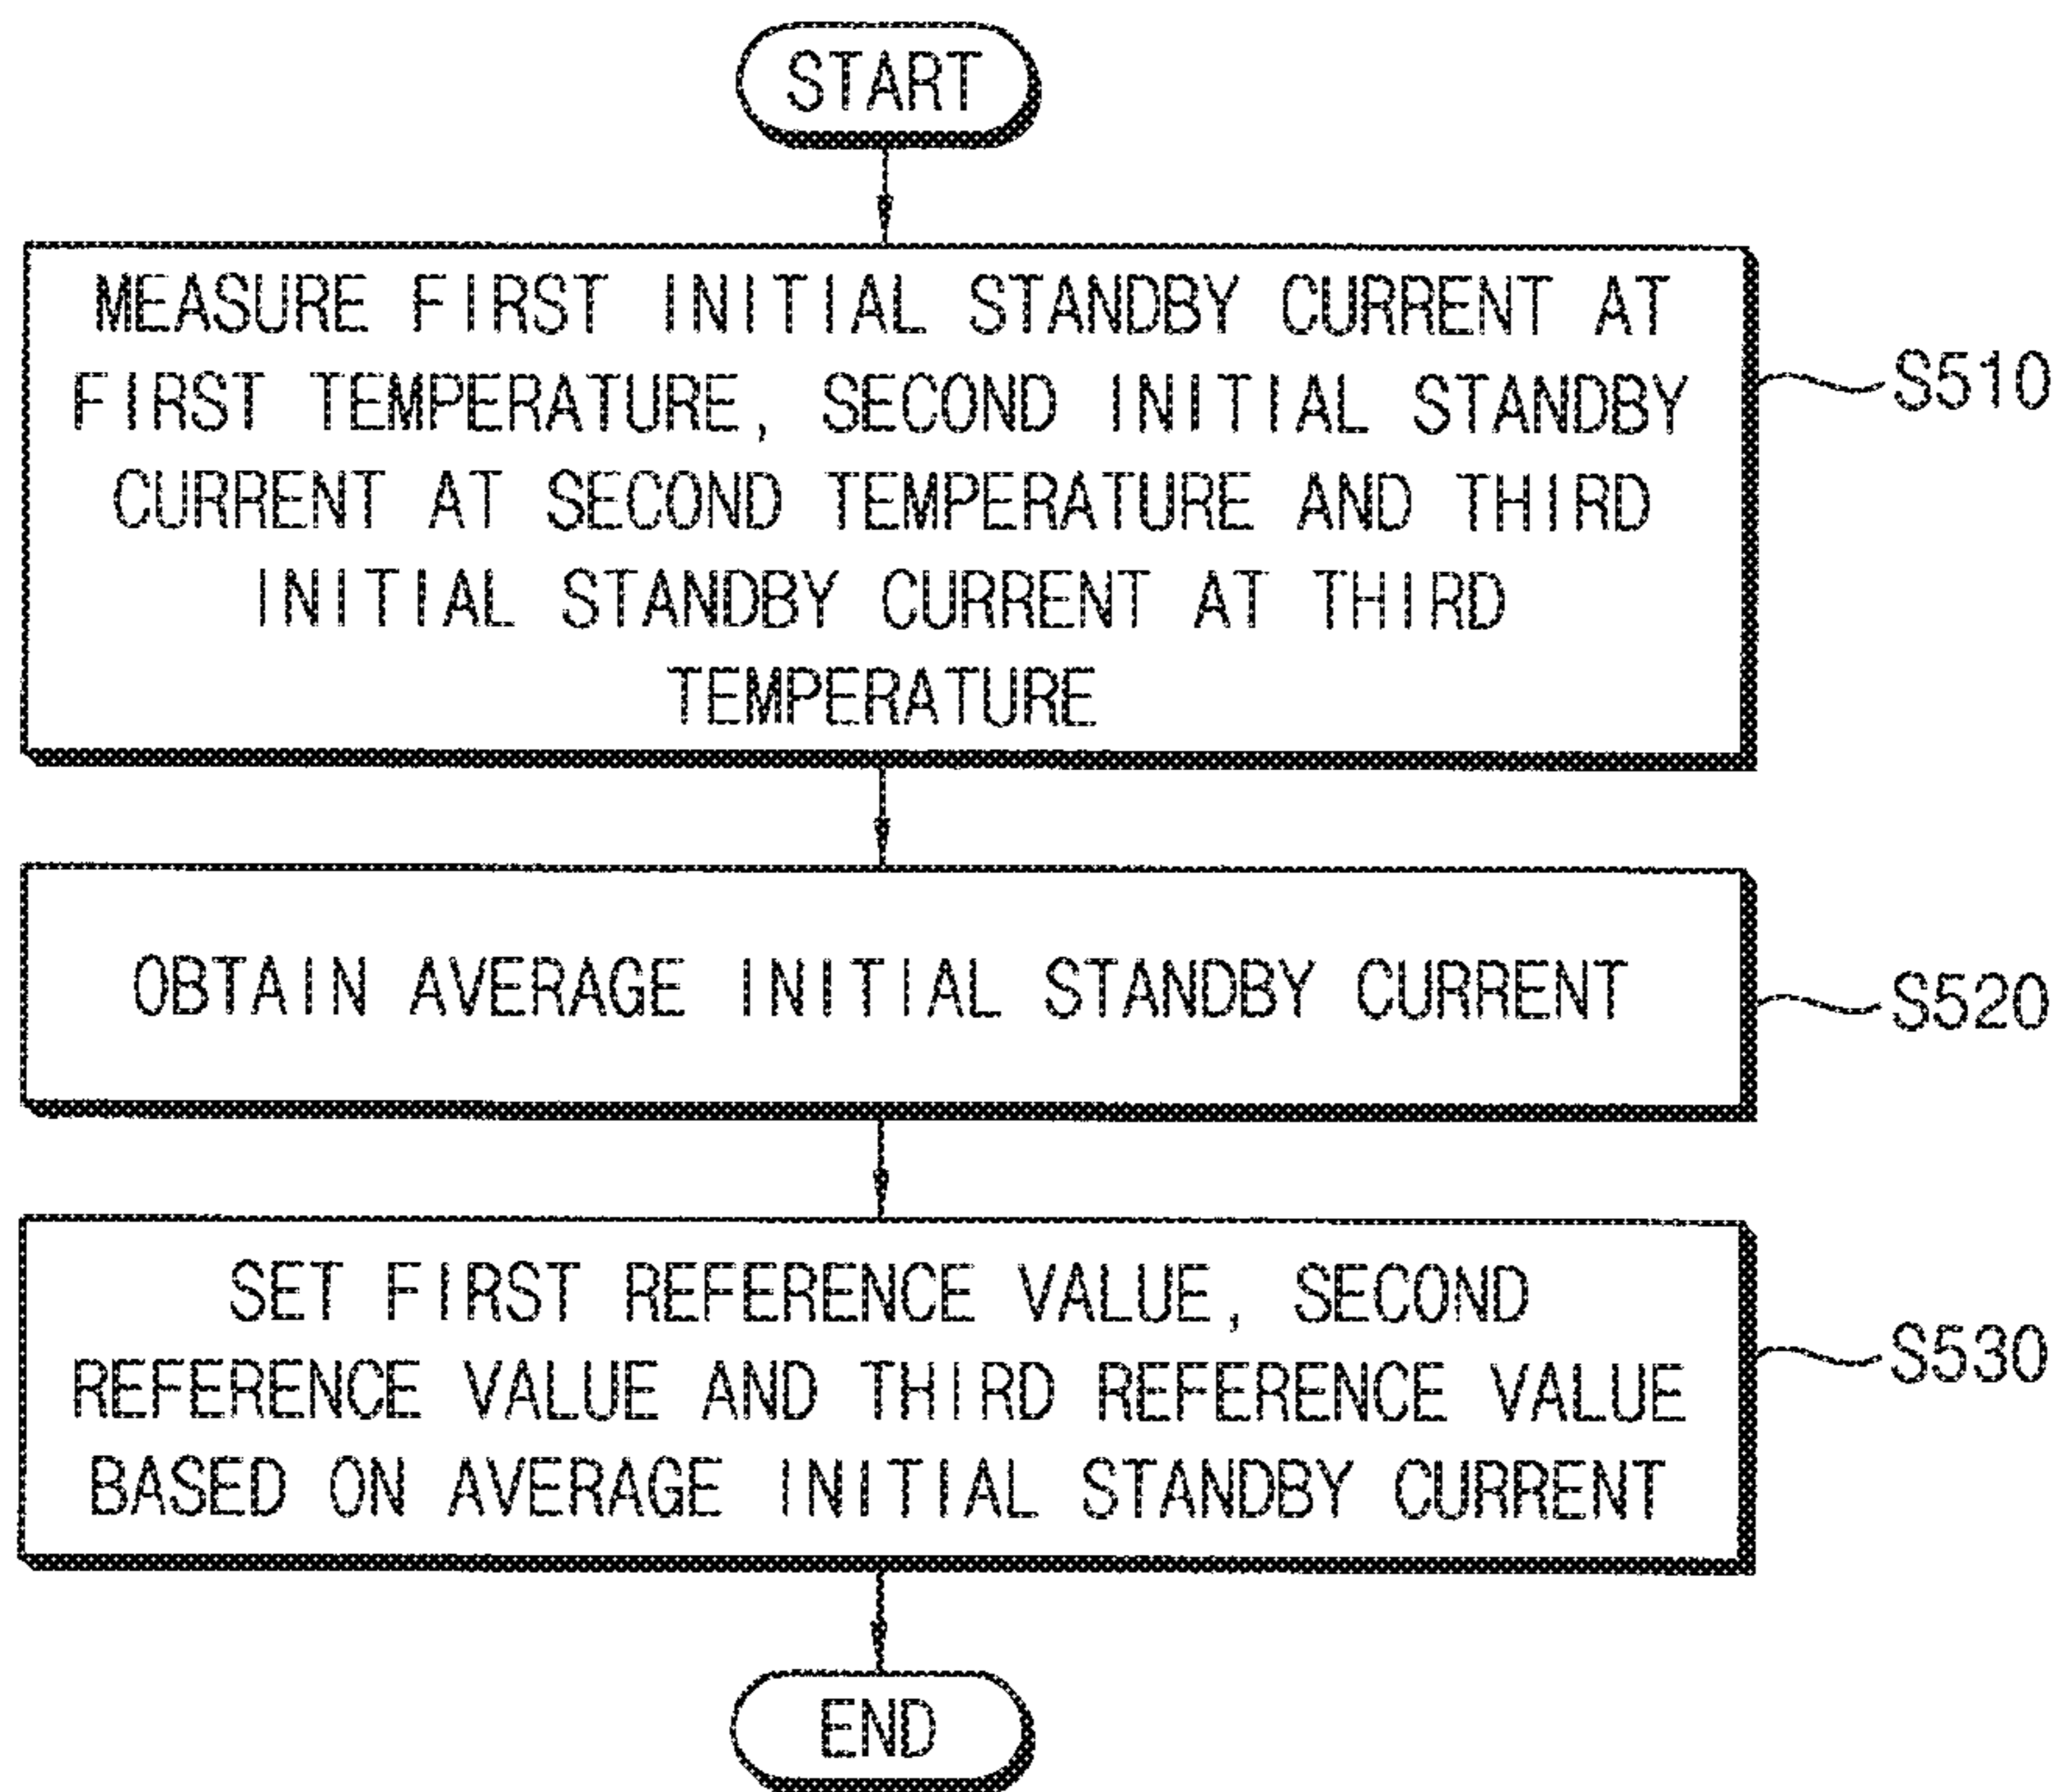 START
MEASURE FIRST INITIAL STANDBY CURRENT AT
FIRST TEMPERATURE, SECOND INITIAL STANDBY
CURRENT AT SECOND TEMPERATURE AND THIRD
INITIAL STANDBY CURRENT AT THIRD
TEMPERATURE
S510
OBTAIN AVERAGE INITIAL STANDBY CURRENT
S520
SET FIRST REFERENCE VALUE, SECOND
REFERENCE VALUE AND THIRD REFERENCE VALUE
BASED ON AVERAGE INITIAL STANDBY CURRENT
S530
END